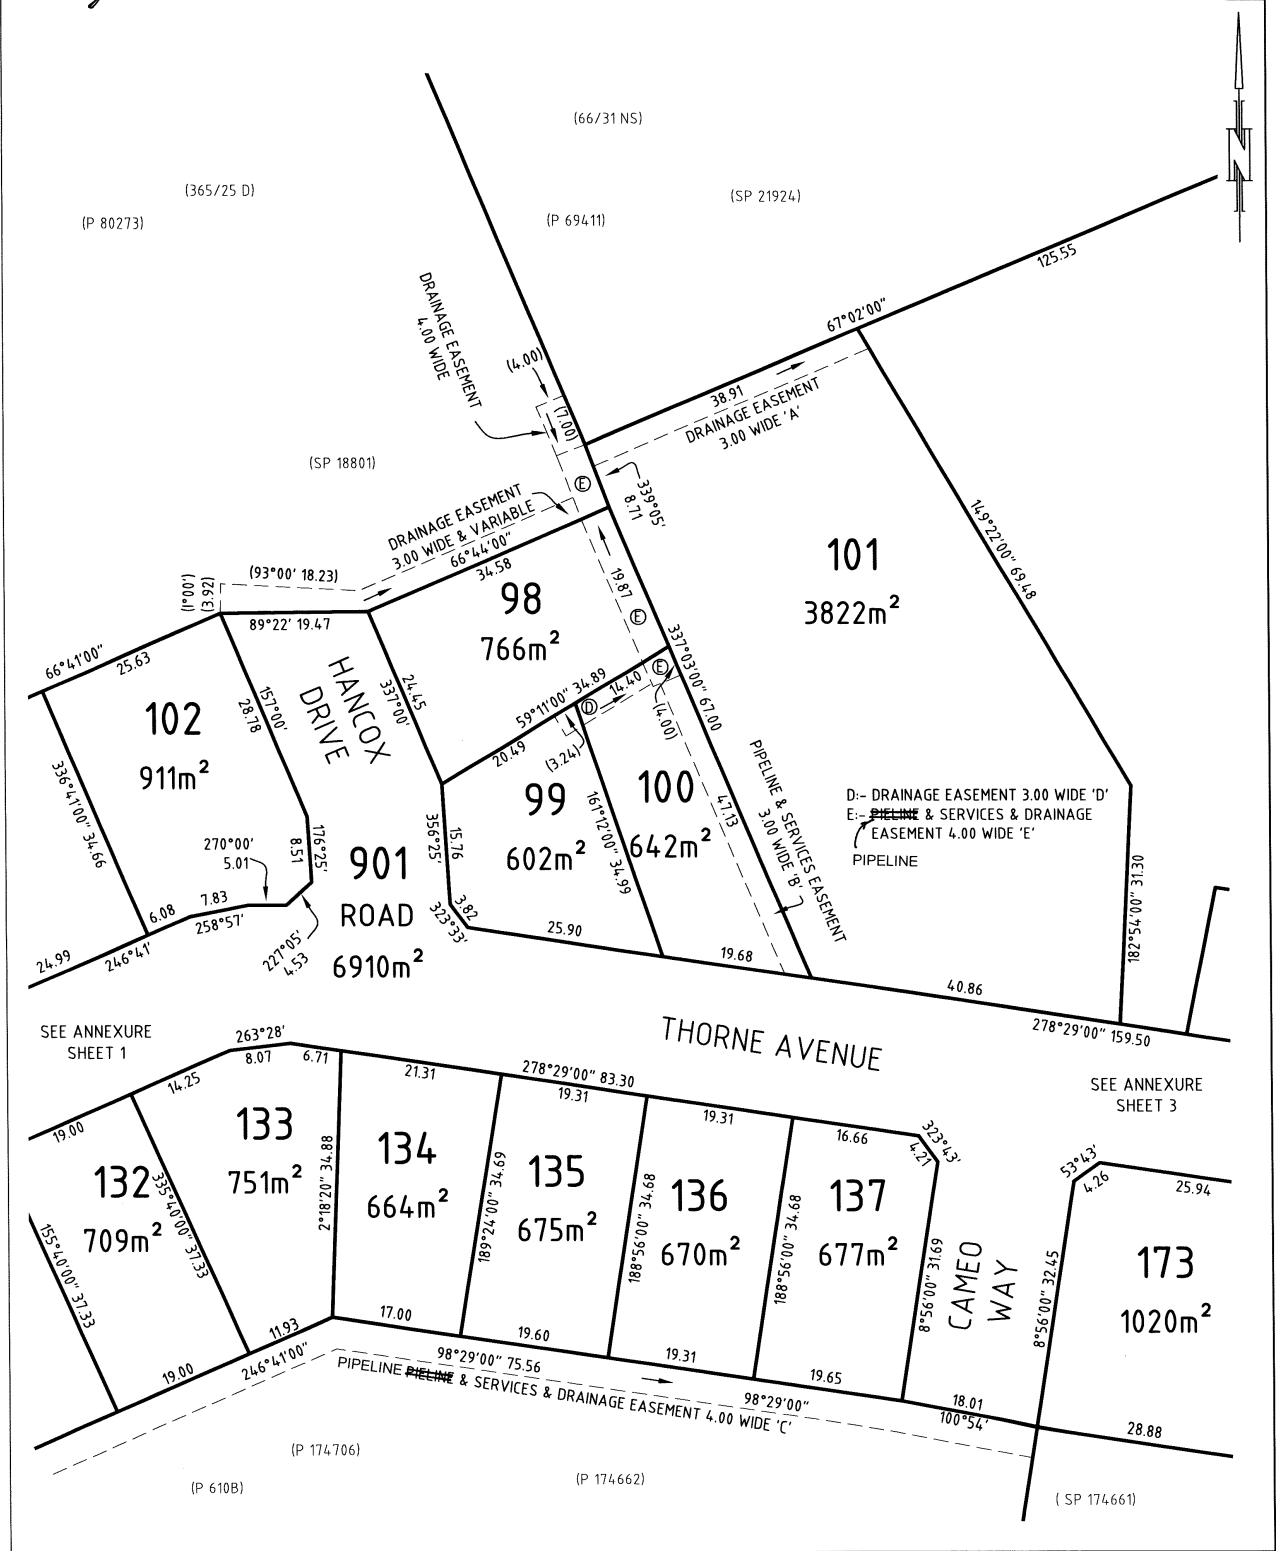 N
(66/31 NS)
(365/25 D)
(P 80273)
(P 69411)
(SP 21924)
125.55
67°02'00"
DRAINAGE EASEMENT
4.00 WIDE
(4.00)
(7.00)
38.91
DRAINAGE EASEMENT
3.00 WIDE 'A'
(SP 18801)
E
339°05'
8.71
DRAINAGE EASEMENT
3.00 WIDE & VARIABLE
66°44'00"
34.58
(93°00' 18.23)
(1°00')
(3.92)
89°22' 19.47
98
766m²
19.87
E
101
3822m²
149°22'00" 69.48
66°41'00"
25.63
HANCOX
DRIVE
157°00'
28.78
24.45
337°00'
59°11'00" 34.89
14.40
E
D
337°03'00" 67.00
(4.00)
102
911m²
336°41'00" 34.66
20.49
(3.24)
99
602m²
161°12'00" 34.99
100
642m²
47.13
PIPELINE & SERVICES EASEMENT
3.00 WIDE 'B'
D:- DRAINAGE EASEMENT 3.00 WIDE 'D'
E:- PIELINE & SERVICES & DRAINAGE
EASEMENT 4.00 WIDE 'E'
PIPELINE
270°00'
5.01
8.51
176°25'
356°25'
15.76
901
ROAD
6910m²
3.82
323°33'
6.08
7.83
258°57'
227°05'
4.53
24.99
246°41'
25.90
19.68
40.86
182°54'00" 31.30
278°29'00" 159.50
THORNE AVENUE
SEE ANNEXURE
SHEET 1
SEE ANNEXURE
SHEET 3
263°28'
8.07
6.71
14.25
19.00
21.31
278°29'00" 83.30
19.31
19.31
16.66
323°43'
4.21
53°43'
4.26
25.94
132
709m²
155°40'00" 37.33
335°40'00" 37.33
133
751m²
2°18'20" 34.88
134
664m²
189°24'00" 34.69
135
675m²
188°56'00" 34.68
136
670m²
188°56'00" 34.68
137
677m²
8°56'00" 31.69
CAMEO
WAY
8°56'00" 32.45
173
1020m²
19.00
11.93
246°41'00"
17.00
19.60
98°29'00" 75.56
19.31
19.65
98°29'00"
18.01
100°54'
28.88
PIPELINE PIELINE & SERVICES & DRAINAGE EASEMENT 4.00 WIDE 'C'
(P 174706)
(P 610B)
(P 174662)
( SP 174661)